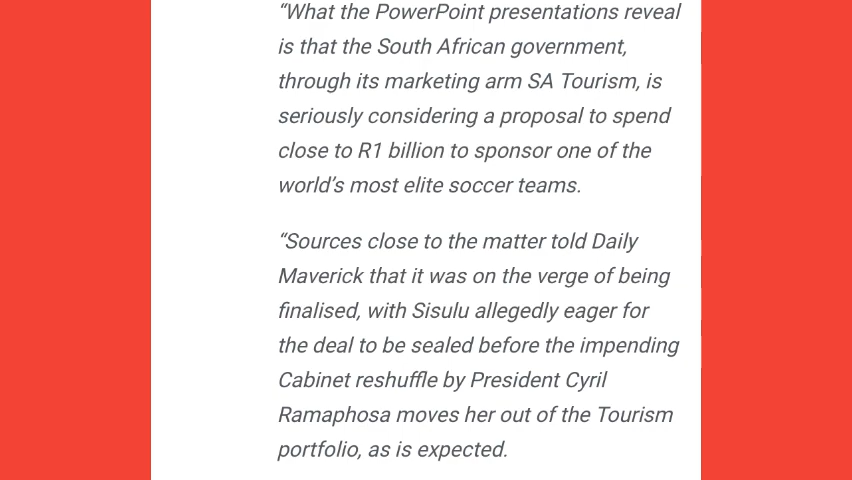 “What the PowerPoint presentations reveal
is that the South African government,
through its marketing arm SA Tourism, is
seriously considering a proposal to spend
close to R1 billion to sponsor one of the
world’s most elite soccer teams.
“Sources close to the matter told Daily
Maverick that it was on the verge of being
finalised, with Sisulu allegedly eager for
the deal to be sealed before the impending
Cabinet reshuffle by President Cyril
Ramaphosa moves her out of the Tourism
portfolio, as is expected.